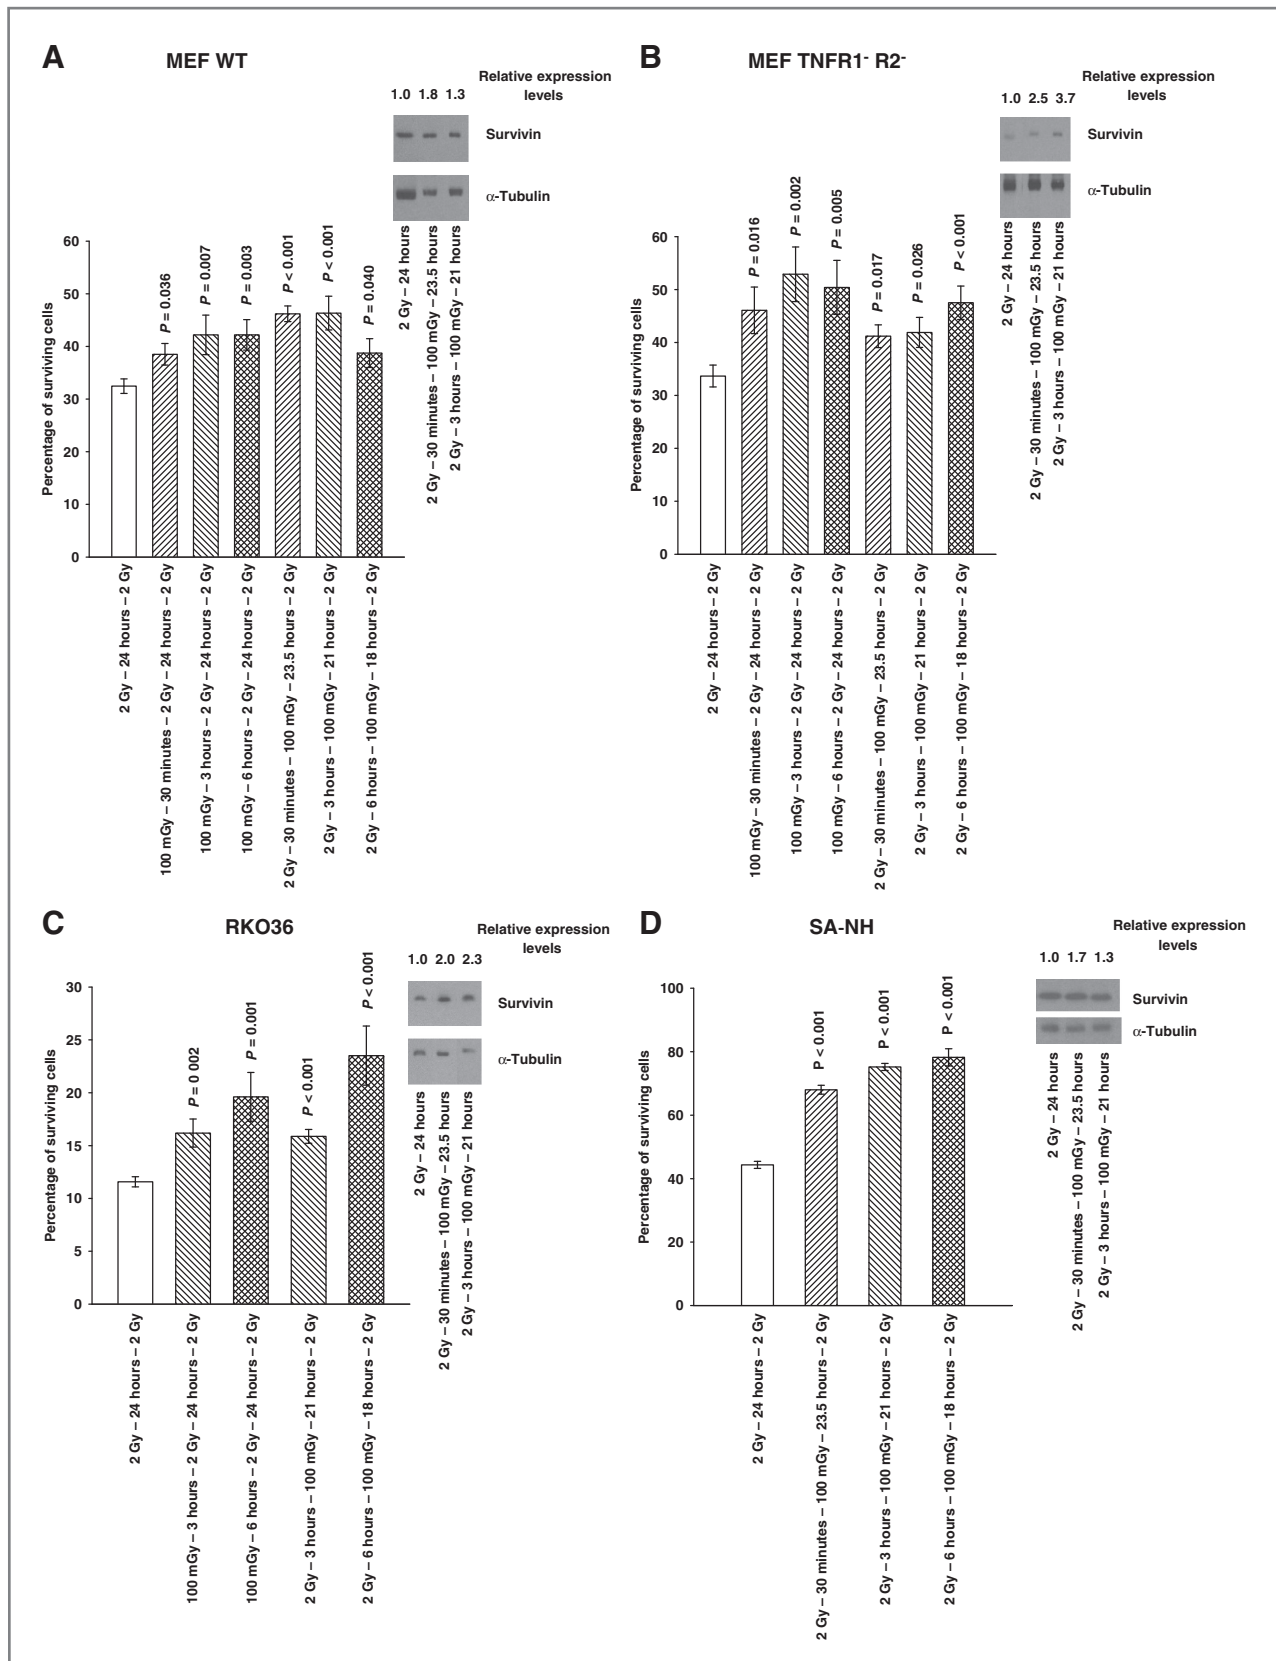 A
MEF WT
Relative expression
levels
1.0 1.8 1.3
Survivin
α-Tubulin
2 Gy – 24 hours
2 Gy – 30 minutes – 100 mGy – 23.5 hours
2 Gy – 3 hours – 100 mGy – 21 hours
Percentage of surviving cells
60
50
40
30
20
10
0
P = 0.036
P = 0.007
P = 0.003
P < 0.001
P < 0.001
P = 0.040
2 Gy – 24 hours – 2 Gy
100 mGy – 30 minutes – 2 Gy – 24 hours – 2 Gy
100 mGy – 3 hours – 2 Gy – 24 hours – 2 Gy
100 mGy – 6 hours – 2 Gy – 24 hours – 2 Gy
2 Gy – 30 minutes – 100 mGy – 23.5 hours – 2 Gy
2 Gy – 3 hours – 100 mGy – 21 hours – 2 Gy
2 Gy – 6 hours – 100 mGy – 18 hours – 2 Gy
B
MEF TNFR1⁻ R2⁻
Relative expression
levels
1.0 2.5 3.7
Survivin
α-Tubulin
2 Gy – 24 hours
2 Gy – 30 minutes – 100 mGy – 23.5 hours
2 Gy – 3 hours – 100 mGy – 21 hours
Percentage of surviving cells
60
50
40
30
20
10
0
P = 0.016
P = 0.002
P = 0.005
P = 0.017
P = 0.026
P < 0.001
2 Gy – 24 hours – 2 Gy
100 mGy – 30 minutes – 2 Gy – 24 hours – 2 Gy
100 mGy – 3 hours – 2 Gy – 24 hours – 2 Gy
100 mGy – 6 hours – 2 Gy – 24 hours – 2 Gy
2 Gy – 30 minutes – 100 mGy – 23.5 hours – 2 Gy
2 Gy – 3 hours – 100 mGy – 21 hours – 2 Gy
2 Gy – 6 hours – 100 mGy – 18 hours – 2 Gy
C
RKO36
Relative expression
levels
1.0 2.0 2.3
Survivin
α-Tubulin
2 Gy – 24 hours
2 Gy – 30 minutes – 100 mGy – 23.5 hours
2 Gy – 3 hours – 100 mGy – 21 hours
Percentage of surviving cells
30
25
20
15
10
5
0
P = 0 002
P = 0.001
P < 0.001
P < 0.001
2 Gy – 24 hours – 2 Gy
100 mGy – 3 hours – 2 Gy – 24 hours – 2 Gy
100 mGy – 6 hours – 2 Gy – 24 hours – 2 Gy
2 Gy – 3 hours – 100 mGy – 21 hours – 2 Gy
2 Gy – 6 hours – 100 mGy – 18 hours – 2 Gy
D
SA-NH
Relative expression
levels
1.0 1.7 1.3
Survivin
α-Tubulin
2 Gy – 24 hours
2 Gy – 30 minutes – 100 mGy – 23.5 hours
2 Gy – 3 hours – 100 mGy – 21 hours
Percentage of surviving cells
100
80
60
40
20
0
P < 0.001
P < 0.001
P < 0.001
2 Gy – 24 hours – 2 Gy
2 Gy – 30 minutes – 100 mGy – 23.5 hours – 2 Gy
2 Gy – 3 hours – 100 mGy – 21 hours – 2 Gy
2 Gy – 6 hours – 100 mGy – 18 hours – 2 Gy